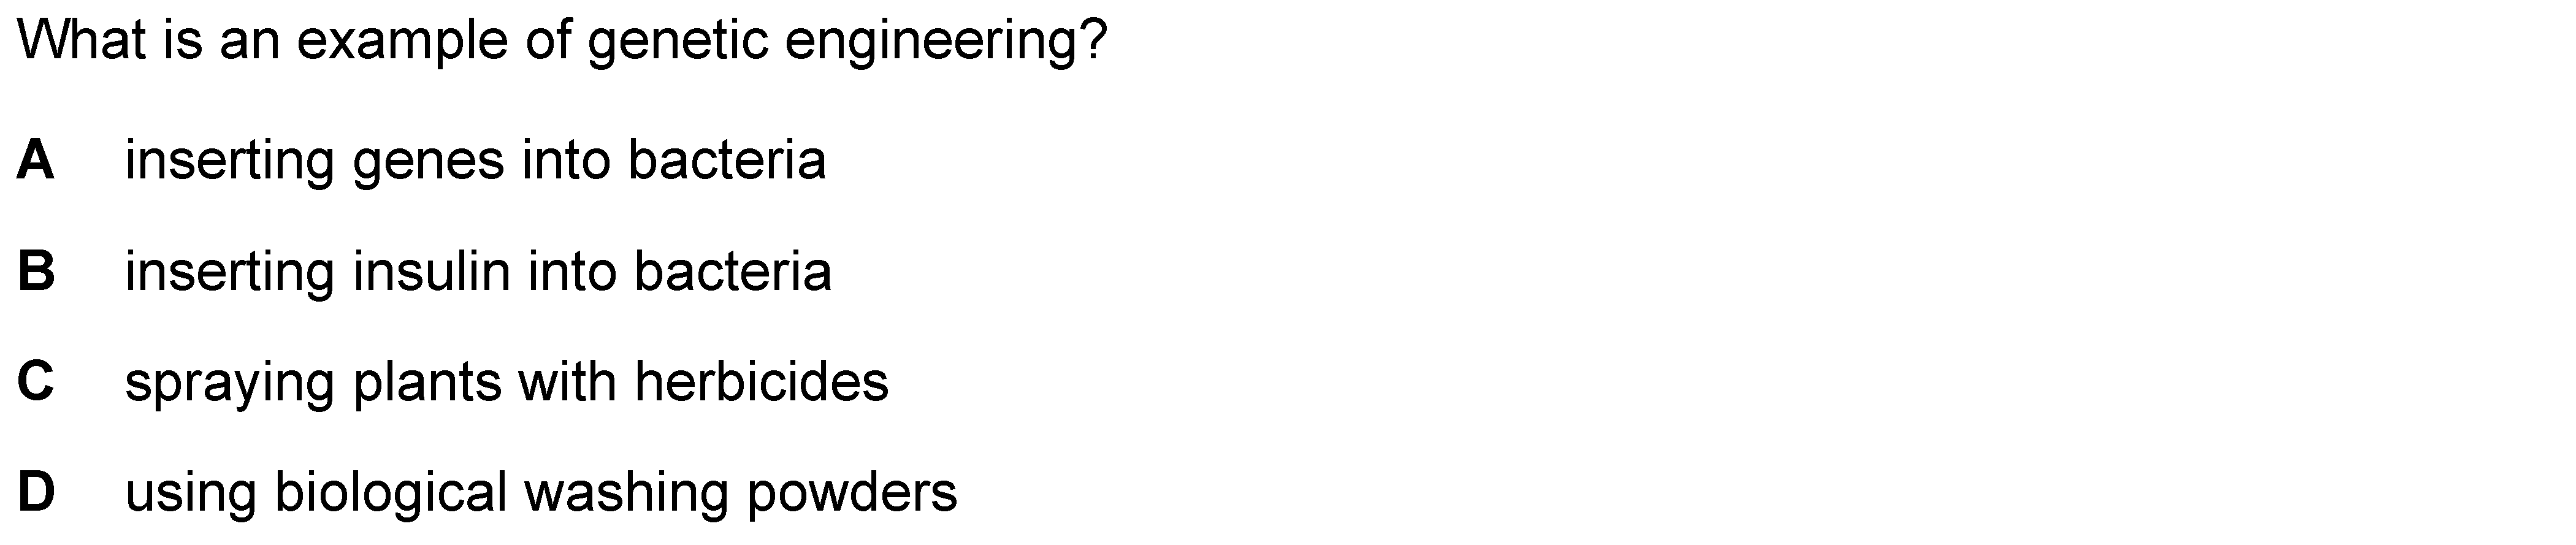 What is an example of genetic engineering?
A inserting genes into bacteria
B inserting insulin into bacteria
C spraying plants with herbicides
D using biological washing powders